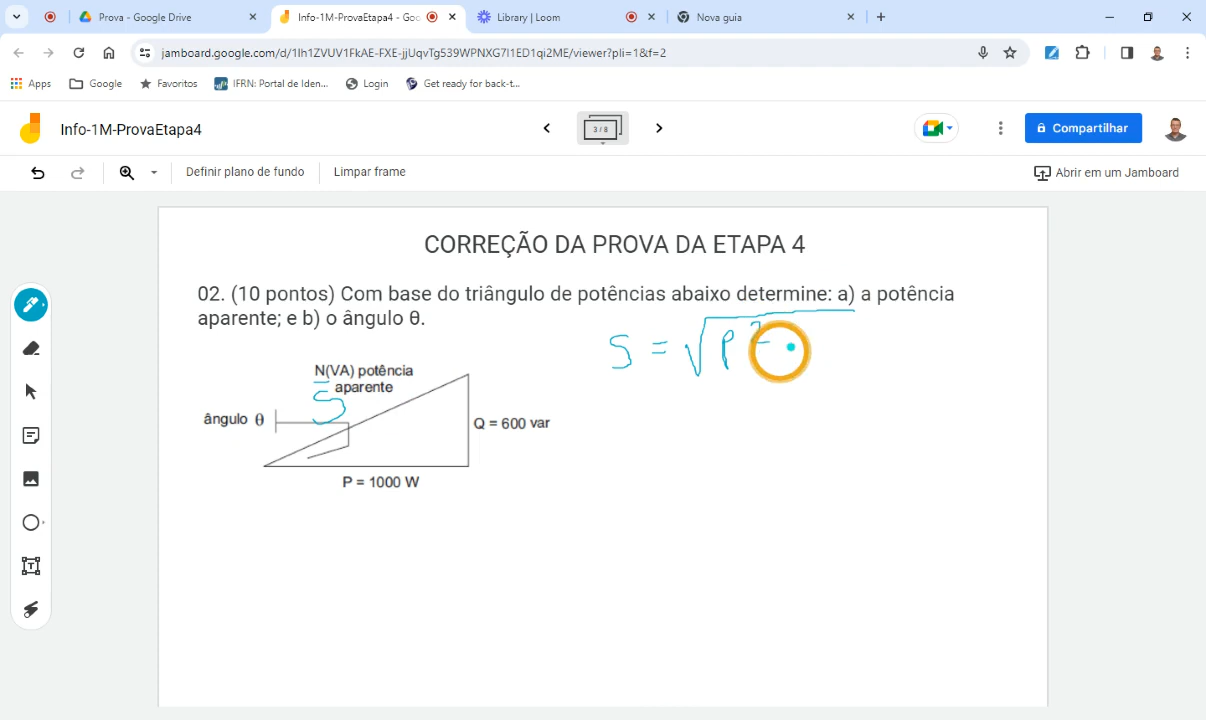 Prova - Google Drive
Info-1M-ProvaEtapa4 - Goo
Library | Loom
Nova guia
jamboard.google.com/d/1Ih1ZVUV1FkAE-FXE-jjUqvTg539WPNXG7I1ED1qi2ME/viewer?pli=1&f=2
Apps
Google
Favoritos
IFRN: Portal de Iden...
Login
Get ready for back-t...
Info-1M-ProvaEtapa4
3 / 8
Compartilhar
Definir plano de fundo
Limpar frame
Abrir em um Jamboard
CORREÇÃO DA PROVA DA ETAPA 4
02. (10 pontos) Com base do triângulo de potências abaixo determine: a) a potência
aparente; e b) o ângulo θ.
S = √P²
N(VA) potência
aparente
S
ângulo θ
Q = 600 var
P = 1000 W